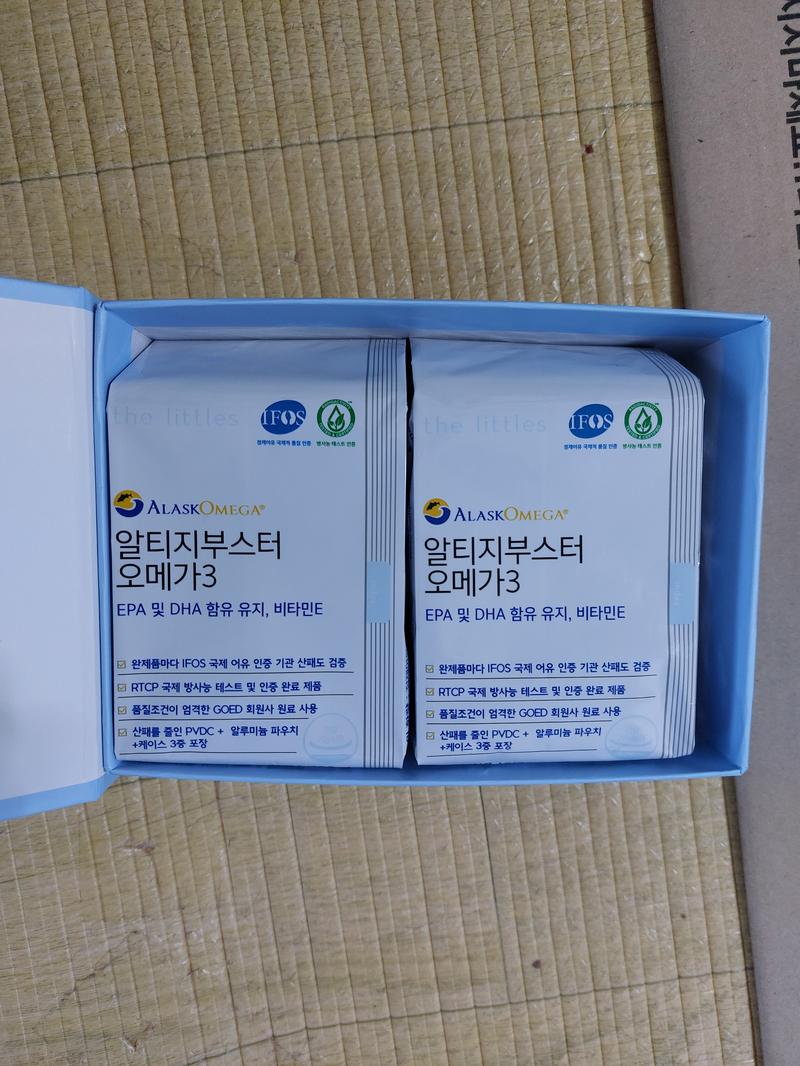 the littles
IFOS
정제어유 국제적 품질 인증
방사능 테스트 인증
ALASKOMEGA®
알티지부스터
오메가3
EPA 및 DHA 함유 유지, 비타민E
완제품마다 IFOS 국제 어유 인증 기관 산패도 검증
RTCP 국제 방사능 테스트 및 인증 완료 제품
품질조건이 엄격한 GOED 회원사 원료 사용
산패를 줄인 PVDC + 알루미늄 파우치
+케이스 3중 포장
the littles
IFOS
정제어유 국제적 품질 인증
방사능 테스트 인증
ALASKOMEGA®
알티지부스터
오메가3
EPA 및 DHA 함유 유지, 비타민E
완제품마다 IFOS 국제 어유 인증 기관 산패도 검증
RTCP 국제 방사능 테스트 및 인증 완료 제품
품질조건이 엄격한 GOED 회원사 원료 사용
산패를 줄인 PVDC + 알루미늄 파우치
+케이스 3중 포장